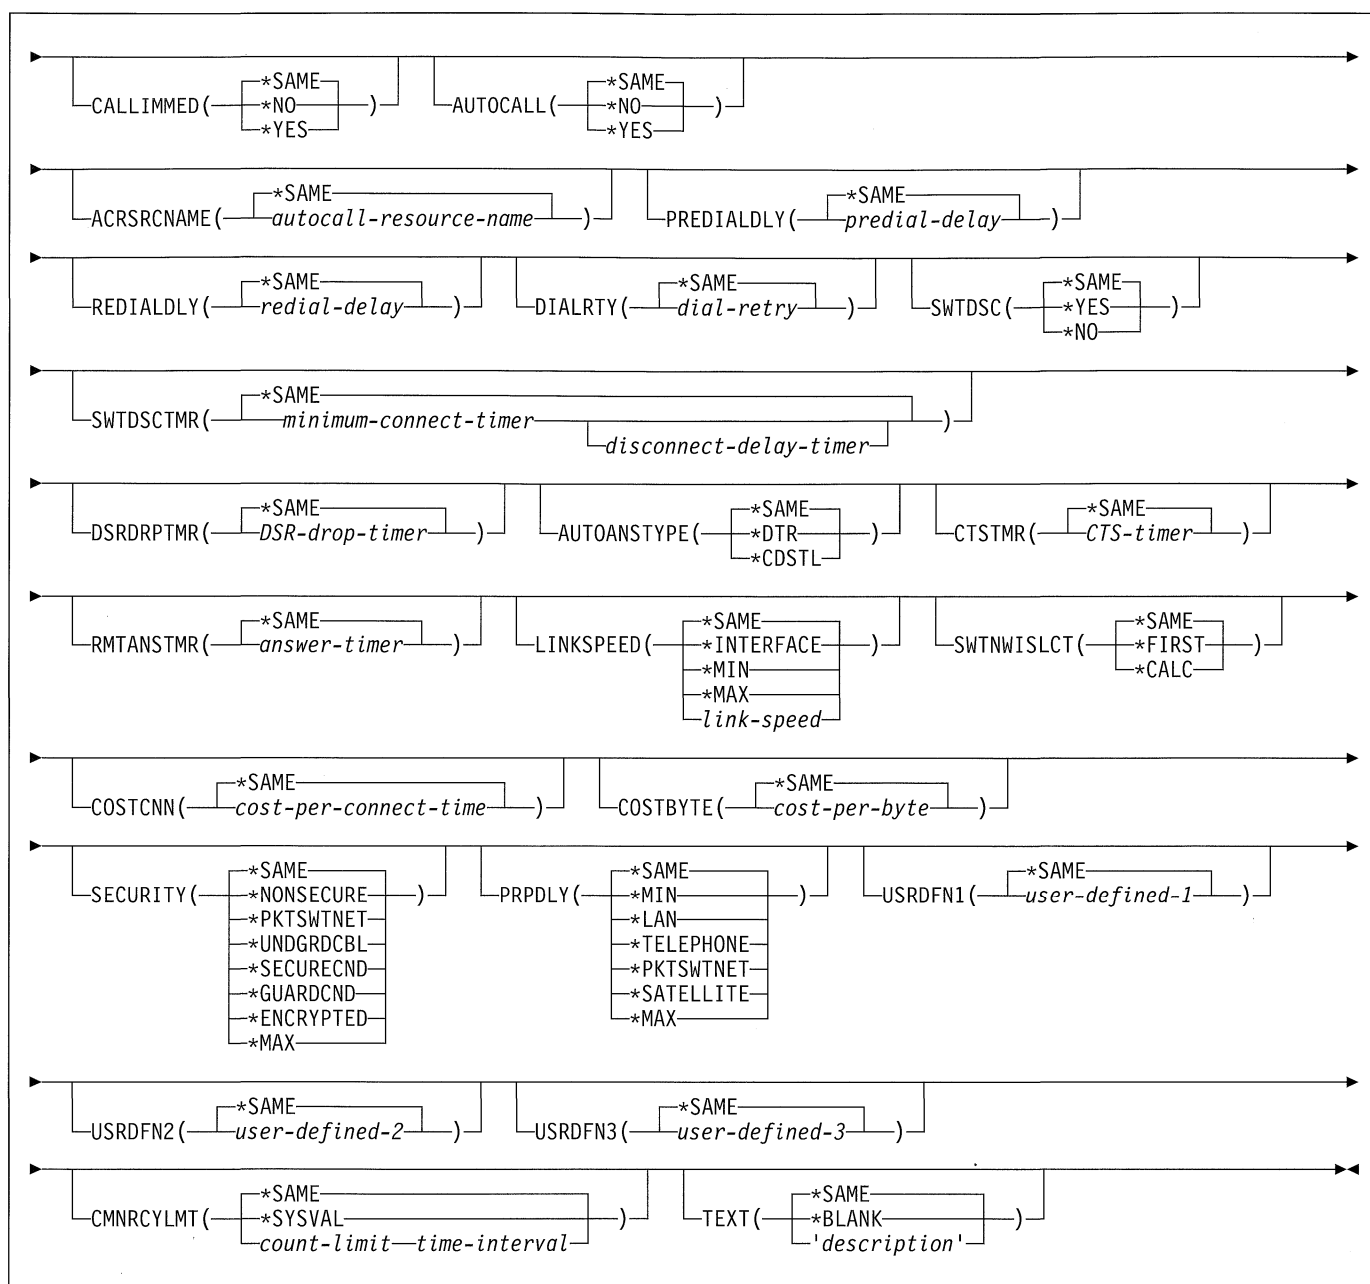 *SAME *SAME
CALLIMMED( *NO ) AUTOCALL( *NO )
*YES *YES
*SAME *SAME
ACRSRCNAME( autocall-resource-name ) PREDIALDLY( predial-delay )
*SAME *SAME *SAME
REDIALDLY( redial-delay ) DIALRTY( dial-retry ) SWTDSC( *YES )
*NO
*SAME
SWTDSCTMR( minimum-connect-timer )
disconnect-delay-timer
*SAME *SAME *SAME
DSRDRPTMR( DSR-drop-timer ) AUTOANSTYPE( *DTR ) CTSTMR( CTS-timer )
*CDSTL
*SAME *SAME *SAME
RMTANSTMR( answer-timer ) LINKSPEED( *INTERFACE ) SWTNWISLCT( *FIRST )
*MIN *CALC
*MAX
link-speed
*SAME *SAME
COSTCNN( cost-per-connect-time ) COSTBYTE( cost-per-byte )
*SAME *SAME *SAME
SECURITY( *NONSECURE ) PRPDLY( *MIN ) USRDFN1( user-defined-1 )
*PKTSWTNET *LAN
*UNDGRDCBL *TELEPHONE
*SECURECND *PKTSWTNET
*GUARDCND *SATELLITE
*ENCRYPTED *MAX
*MAX
*SAME *SAME
USRDFN2( user-defined-2 ) USRDFN3( user-defined-3 )
*SAME *SAME
CMNRCYLMT( *SYSVAL ) TEXT( *BLANK )
count-limit time-interval 'description'